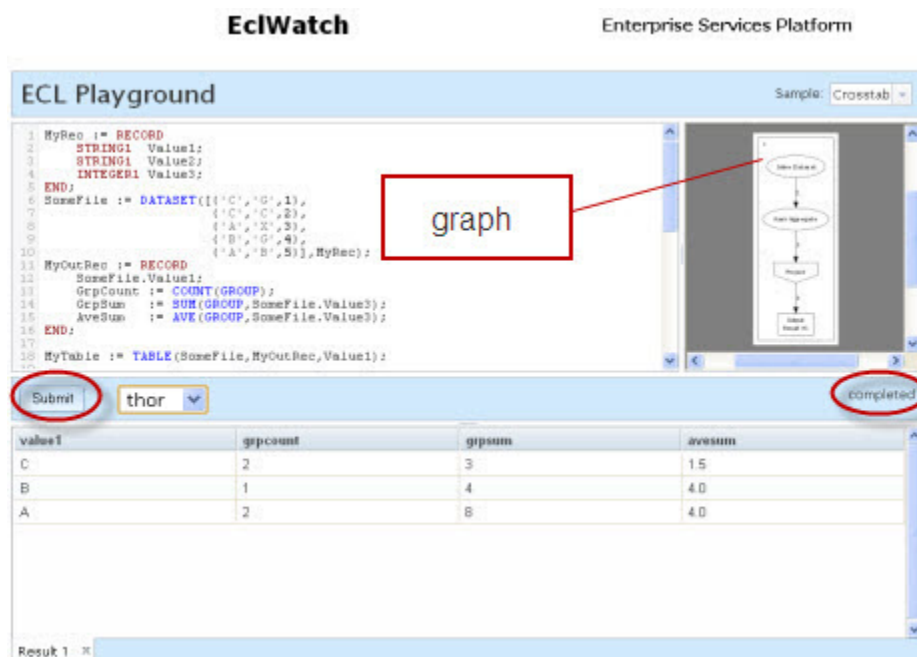 EclWatch
Enterprise Services Platform
ECL Playground
Sample: Crosstab
1 MyRec := RECORD
2 STRING1 Value1;
3 STRING1 Value2;
4 INTEGER1 Value3;
5 END;
6 SomeFile := DATASET([{'C','G',1},
7 {'C','C',2},
8 {'A','X',3},
9 {'B','G',4},
10 {'A','B',5}],MyRec);
11 MyOutRec := RECORD
12 SomeFile.Value1;
13 GrpCount := COUNT(GROUP);
14 GrpSum := SUM(GROUP,SomeFile.Value3);
15 AveSum := AVE(GROUP,SomeFile.Value3);
16 END;
17
18 MyTable := TABLE(SomeFile,MyOutRec,Value1);
graph
Project
Output
Submit
thor
completed
value1 grpcount grpsum avesum
C 2 3 1.5
B 1 4 4.0
A 2 8 4.0
Result 1